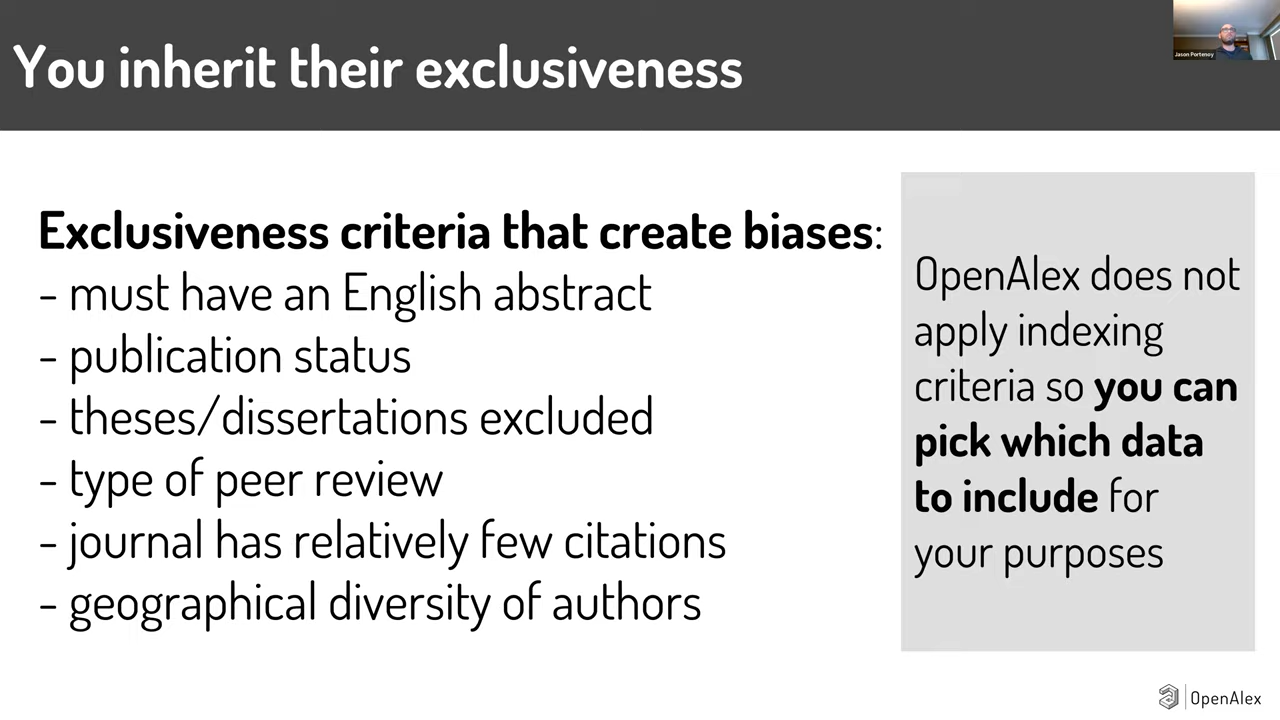 You inherit their exclusiveness
Jason Portenoy
Exclusiveness criteria that create biases:
- must have an English abstract
- publication status
- theses/dissertations excluded
- type of peer review
- journal has relatively few citations
- geographical diversity of authors
OpenAlex does not
apply indexing
criteria so you can
pick which data
to include for
your purposes
OpenAlex